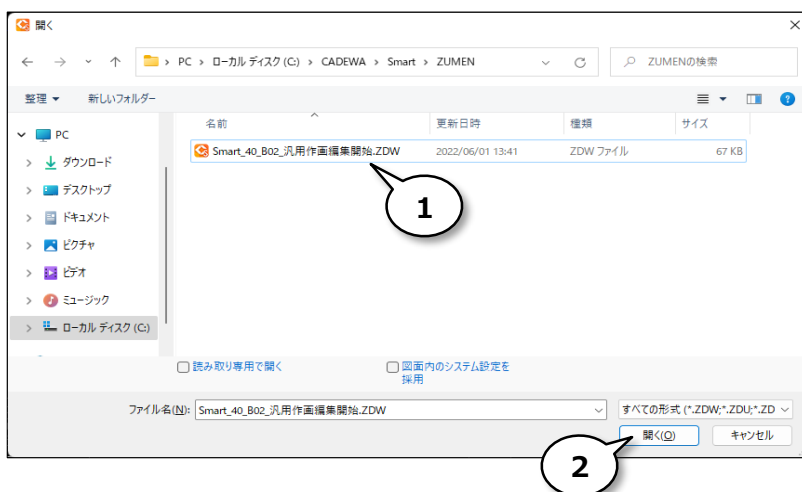 開く
PC > ローカル ディスク (C:) > CADEWA > Smart > ZUMEN
ZUMENの検索
整理 新しいフォルダー
名前 更新日時 種類 サイズ
Smart_40_B02_汎用作画編集開始.ZDW 2022/06/01 13:41 ZDW ファイル 67 KB
PC
ダウンロード
デスクトップ
ドキュメント
ピクチャ
ビデオ
ミュージック
ローカル ディスク (C:)
1
読み取り専用で開く
図面内のシステム設定を
採用
ファイル名(N): Smart_40_B02_汎用作画編集開始.ZDW すべての形式 (*.ZDW;*.ZDU;*.ZD
開く(O) キャンセル
2